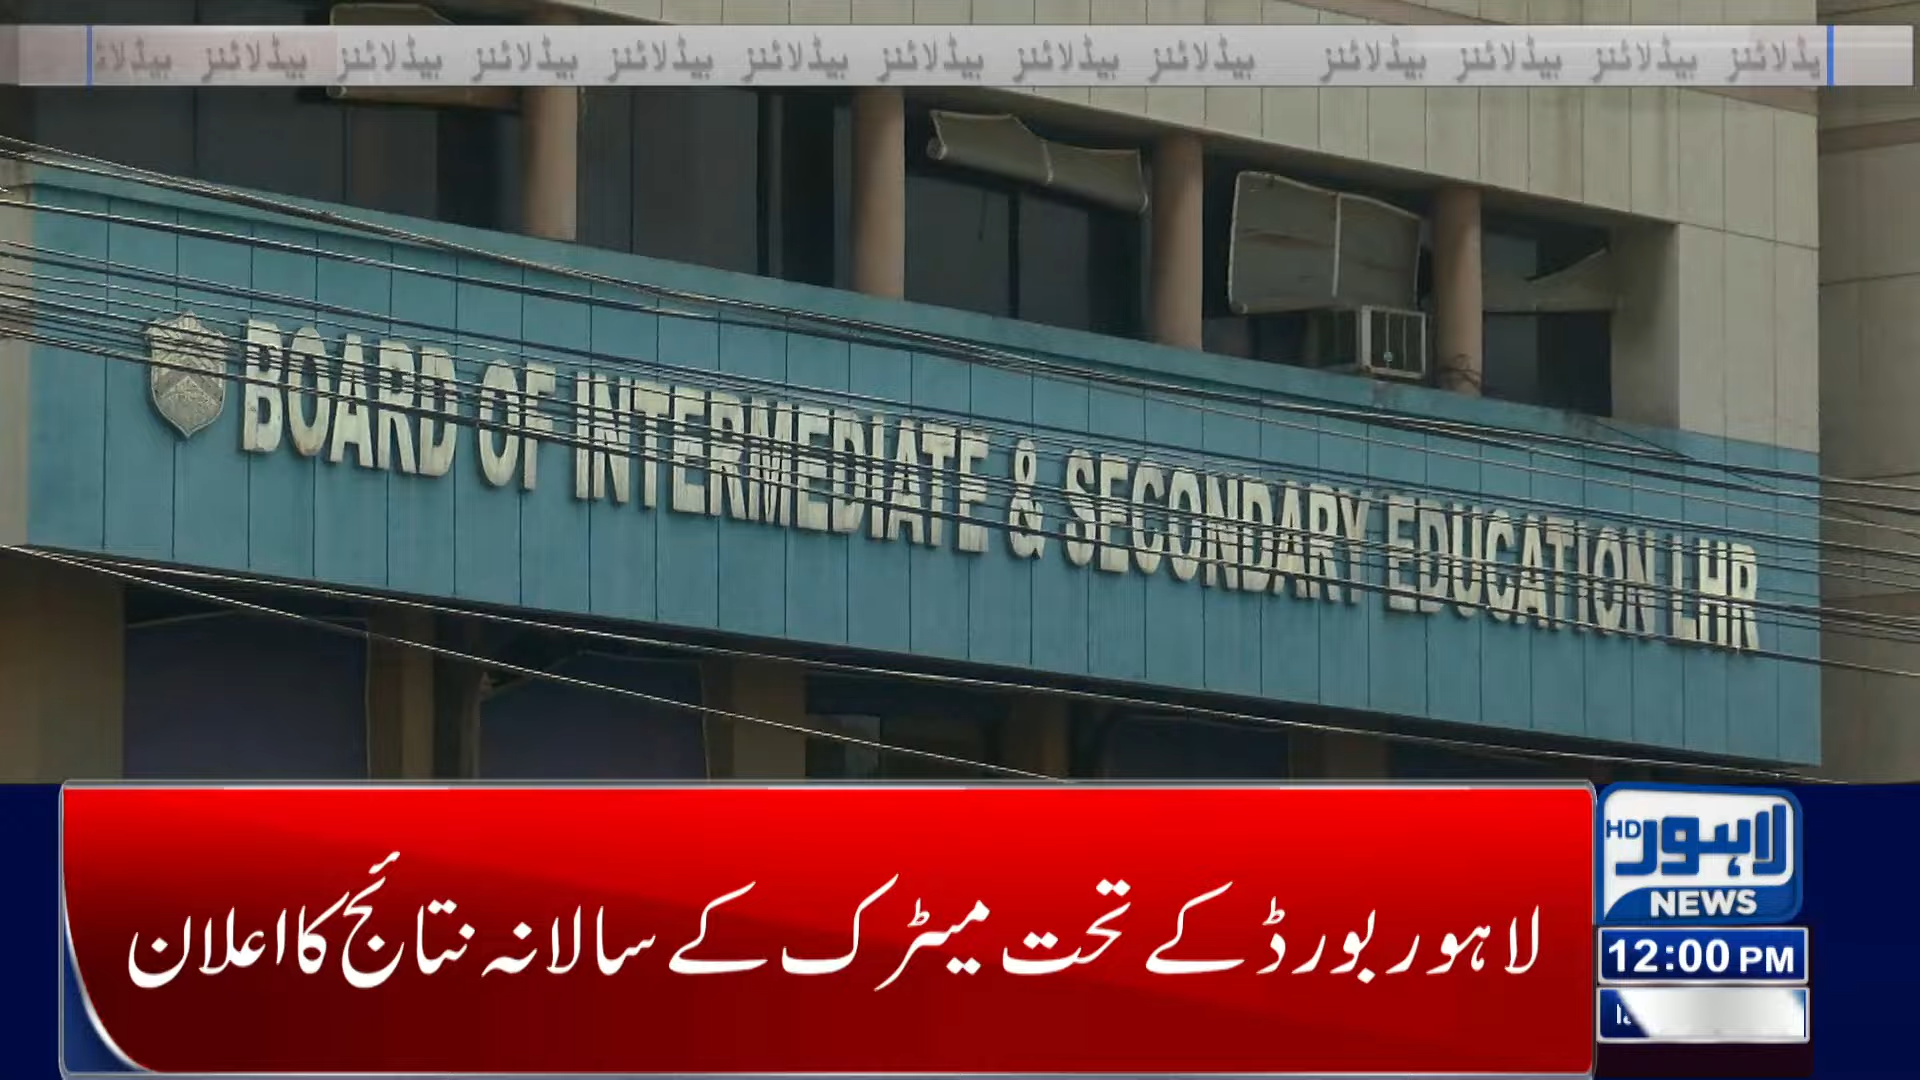 ہیڈلائنز ہیڈلائنز ہیڈلائنز ہیڈلائنز ہیڈلائنز ہیڈلائنز ہیڈلائنز ہیڈلائنز ہیڈلائنز ہیڈلائنز ہیڈلائنز
BOARD OF INTERMEDIATE & SECONDARY EDUCATION LHR
لاہور بورڈ کے تحت میٹرک کے سالانہ نتائج کا اعلان
لاہور HD
NEWS
12:00 PM